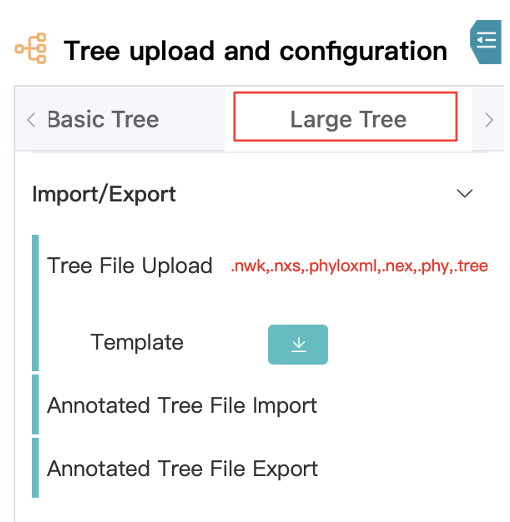 Tree upload and configuration
Basic Tree
Large Tree
Import/Export
Tree File Upload .nwk,.nxs,.phyloxml,.nex,.phy,.tree
Template
Annotated Tree File Import
Annotated Tree File Export